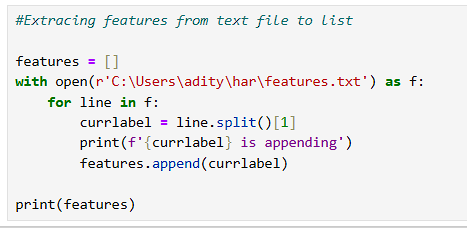 #Extracing features from text file to list

features = []
with open(r'C:\Users\adity\har\features.txt') as f:
    for line in f:
        currlabel = line.split()[1]
        print(f'{currlabel} is appending')
        features.append(currlabel)

print(features)